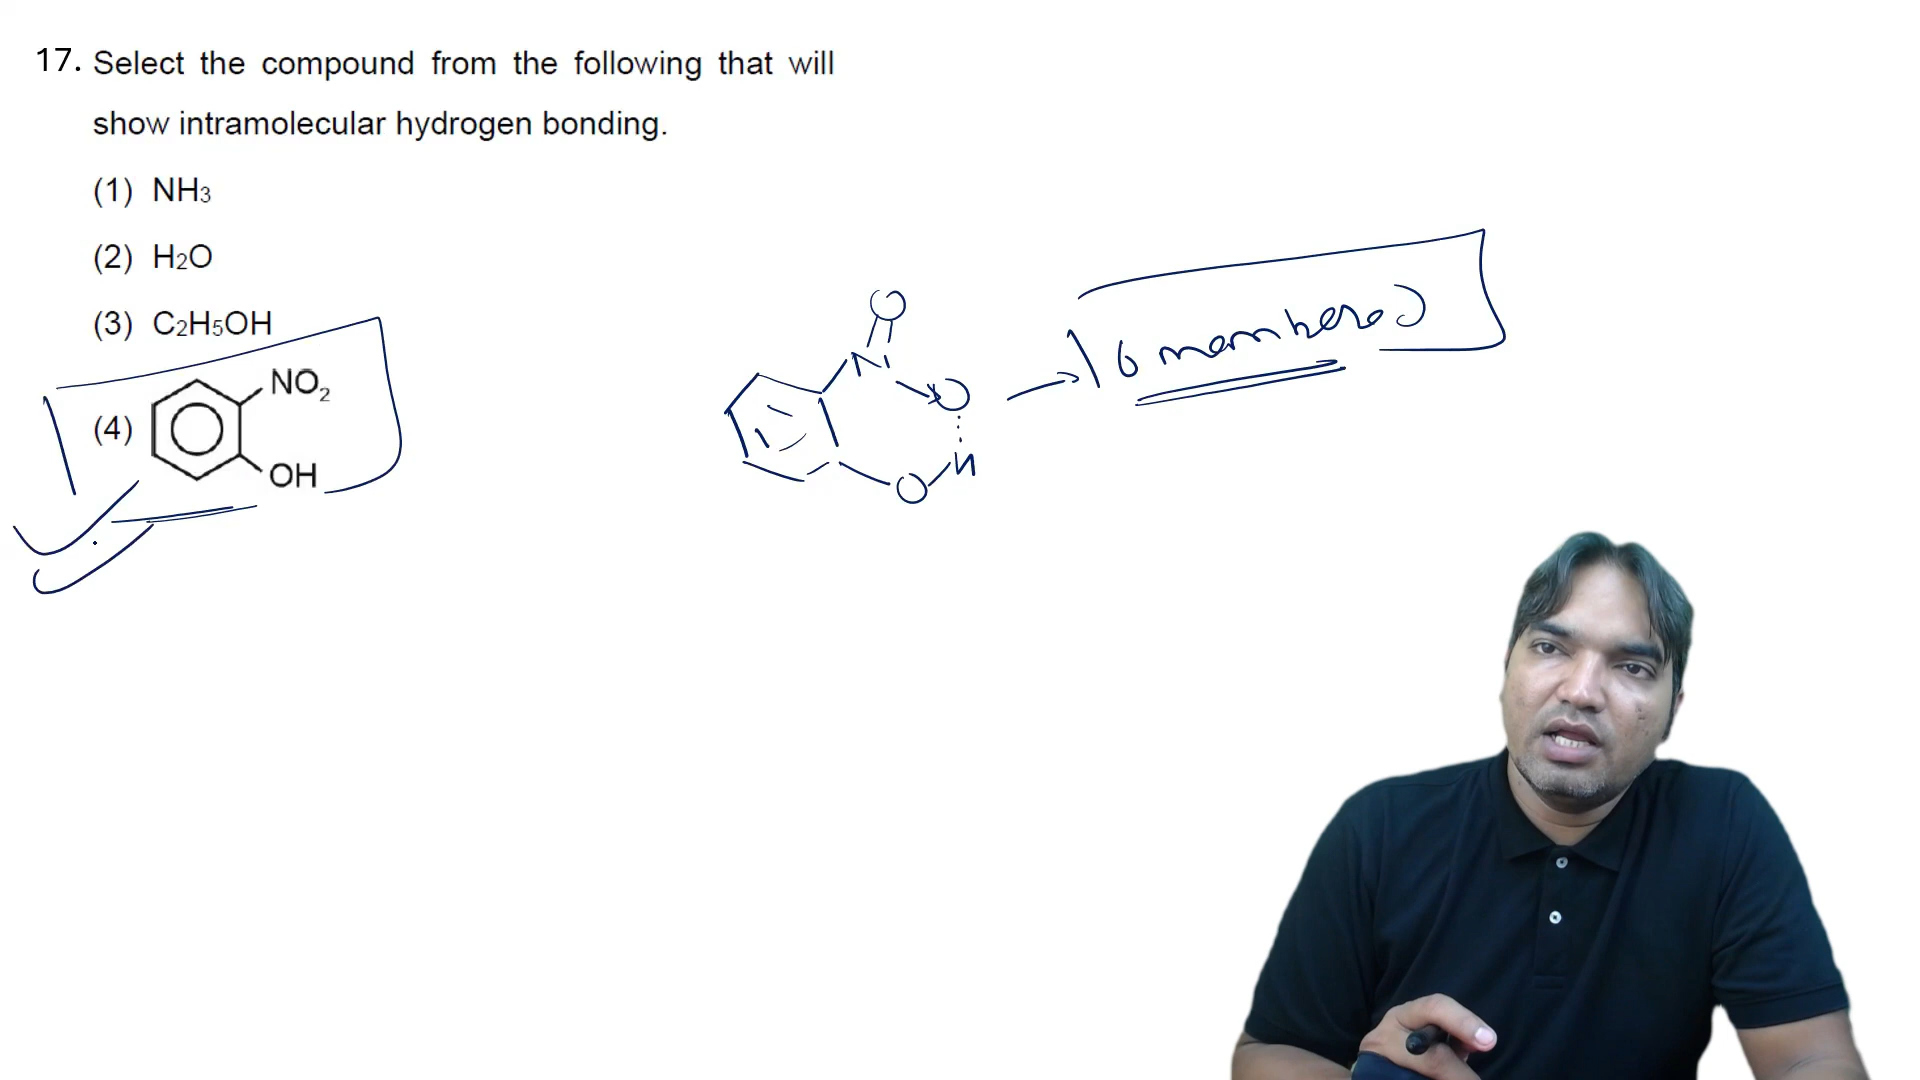 17. Select the compound from the following that will
show intramolecular hydrogen bonding.
(1) NH3
(2) H2O
(3) C2H5OH
(4) NO2
OH
O
N
O
O H
6 membered